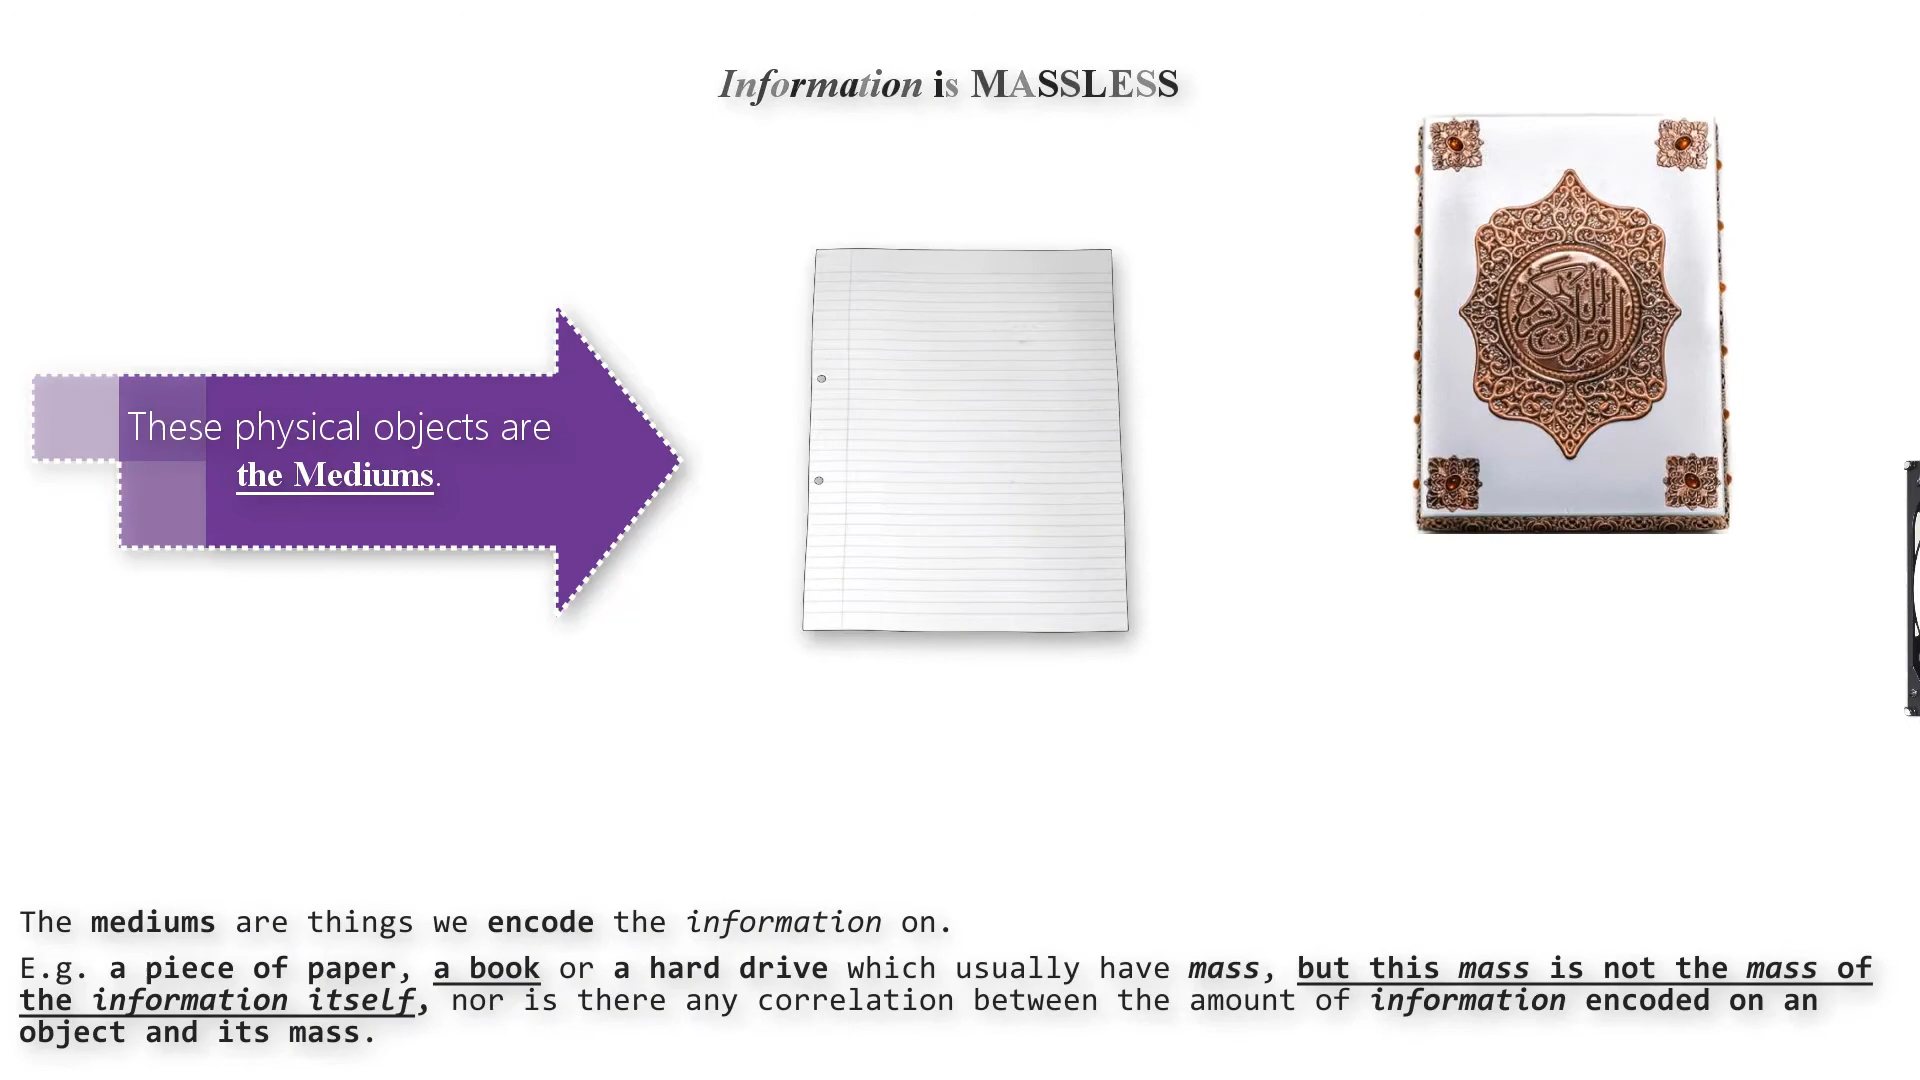 Information is MASSLESS
These physical objects are
the Mediums.
القرآن الكريم
The mediums are things we encode the information on.
E.g. a piece of paper, a book or a hard drive which usually have mass, but this mass is not the mass of
the information itself, nor is there any correlation between the amount of information encoded on an
object and its mass.